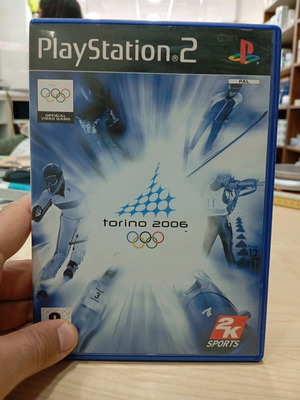 PlayStation®2
PAL
OFFICIAL
VIDEO GAME
torino 2006
2K
SPORTS